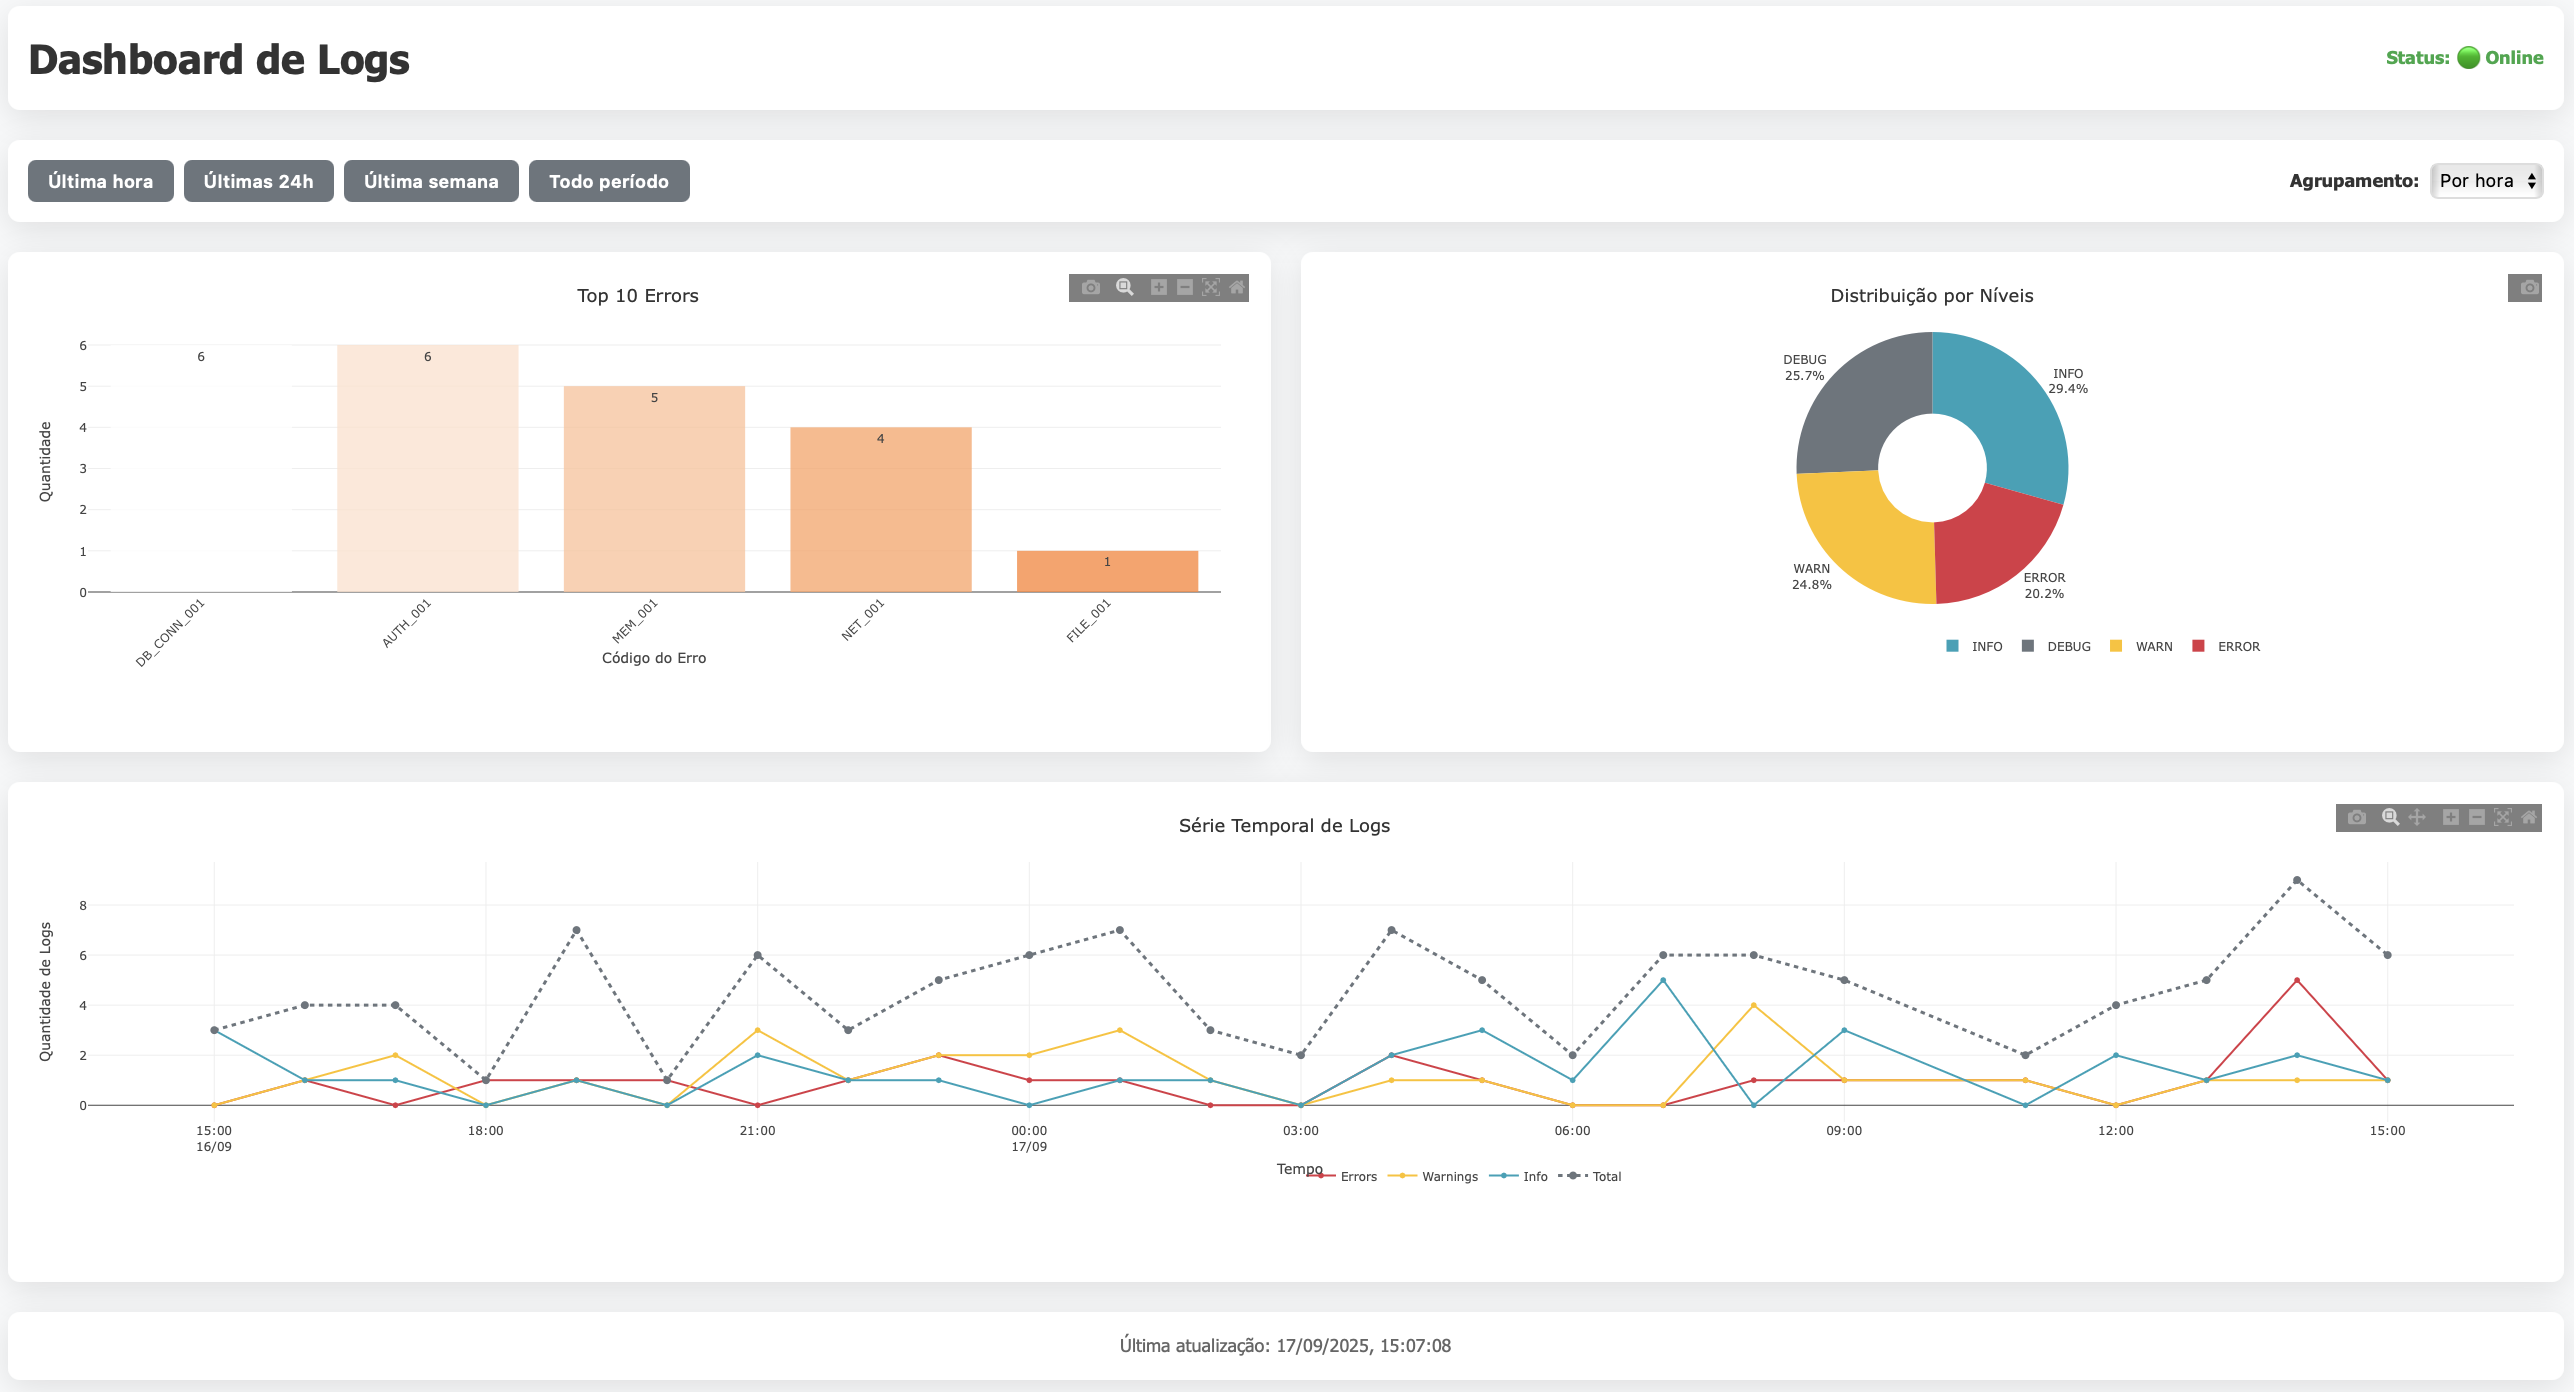 Dashboard de Logs
Status: Online
Última hora
Últimas 24h
Última semana
Todo período
Agrupamento: Por hora
Top 10 Errors
Quantidade
6
5
4
3
2
1
0
6
6
5
4
1
DB_CONN_001
AUTH_001
MEM_001
NET_001
FILE_001
Código do Erro
Distribuição por Níveis
DEBUG
25.7%
INFO
29.4%
WARN
24.8%
ERROR
20.2%
INFO DEBUG WARN ERROR
Série Temporal de Logs
Quantidade de Logs
8
6
4
2
0
15:00 18:00 21:00 00:00 03:00 06:00 09:00 12:00 15:00
16/09 17/09
Tempo
Errors Warnings Info Total
Última atualização: 17/09/2025, 15:07:08